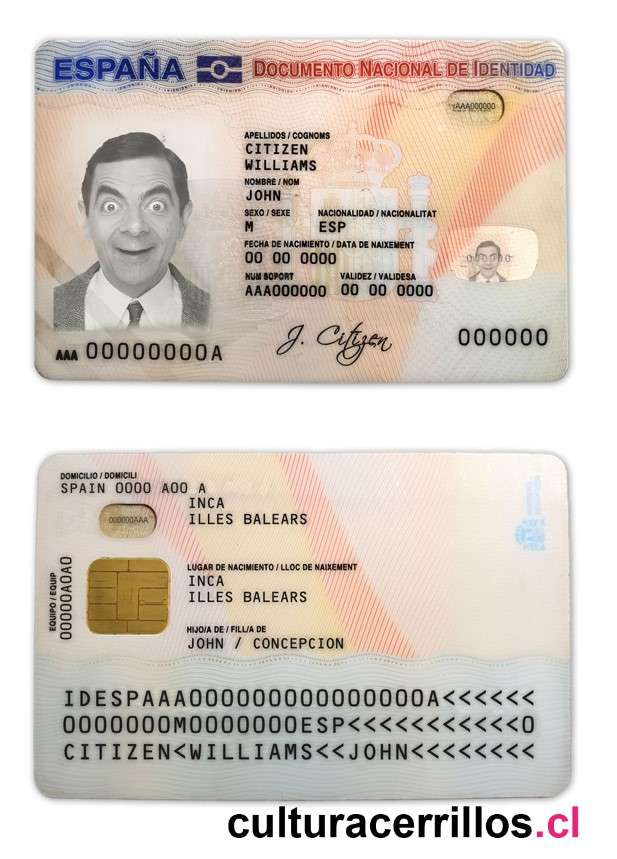 ESPAÑA DOCUMENTO NACIONAL DE IDENTIDAD
AAA000000
APELLIDOS / COGNOMS
CITIZEN
WILLIAMS
NOMBRE / NOM
JOHN
SEXO / SEXE NACIONALIDAD / NACIONALITAT
M ESP
FECHA DE NACIMIENTO / DATA DE NAIXEMENT
00 00 0000
NUM SOPORT VALIDEZ / VALIDESA
AAA000000 00 00 0000
AAA 00000000A
J. Citizen
000000
DOMICILIO / DOMICILI
SPAIN 0000 A00 A
INCA
ILLES BALEARS
000000AAA
LUGAR DE NACIMIENTO / LLOC DE NAIXEMENT
INCA
ILLES BALEARS
EQUIPO / EQUIP
00000A0A0
HIJO/A DE / FILL/A DE
JOHN / CONCEPCION
IDESPAAA0000000000000000A<<<<<<
0000000M0000000ESP<<<<<<<<<<<0
CITIZEN<WILLIAMS<<JOHN<<<<<<<<
culturacerrillos.cl